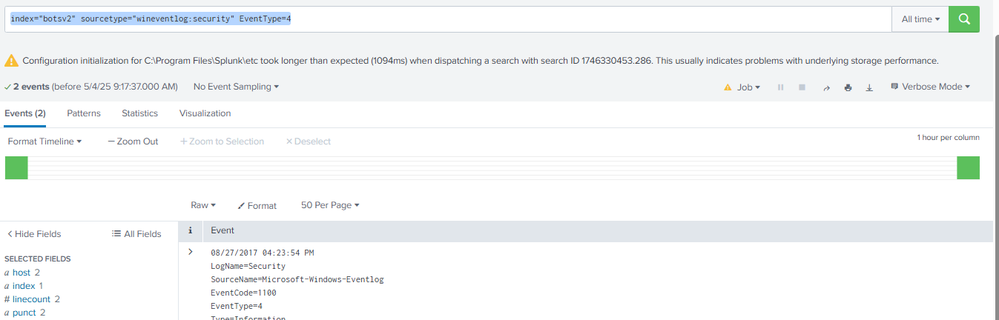 index="botsv2" sourcetype="wineventlog:security" EventType=4
All time
Configuration initialization for C:\Program Files\Splunk\etc took longer than expected (1094ms) when dispatching a search with search ID 1746330453.286. This usually indicates problems with underlying storage performance.
2 events (before 5/4/25 9:17:37.000 AM) No Event Sampling
Job Verbose Mode
Events (2) Patterns Statistics Visualization
Format Timeline — Zoom Out + Zoom to Selection × Deselect
1 hour per column
Raw Format 50 Per Page
< Hide Fields All Fields
i Event
SELECTED FIELDS
a host 2
a index 1
# linecount 2
a punct 2
> 08/27/2017 04:23:54 PM
LogName=Security
SourceName=Microsoft-Windows-Eventlog
EventCode=1100
EventType=4
Type=Information